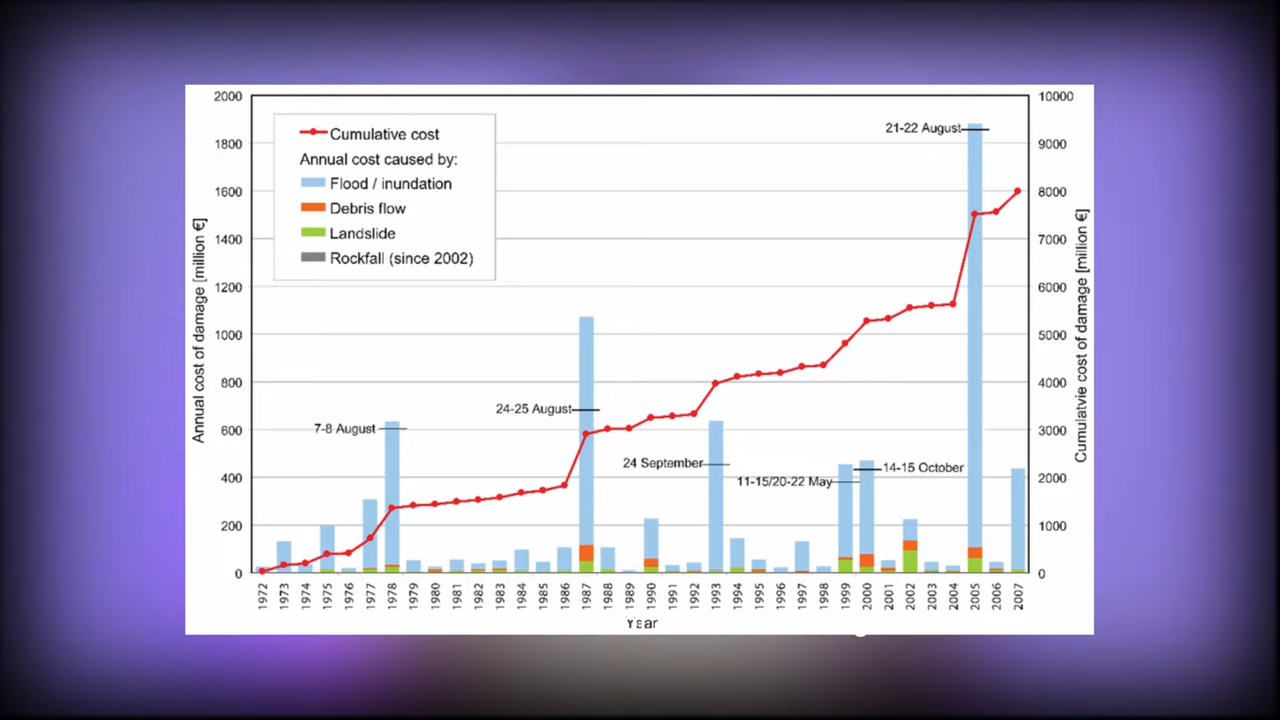 2000
1800
1600
1400
1200
1000
800
600
400
200
0
Annual cost of damage [million €]
Cumulative cost
Annual cost caused by:
Flood / inundation
Debris flow
Landslide
Rockfall (since 2002)
7-8 August
24-25 August
24 September
11-15/20-22 May
14-15 October
21-22 August
10000
9000
8000
7000
6000
5000
4000
3000
2000
1000
0
Cumulatvie cost of damage [million €]
1972 1973 1974 1975 1976 1977 1978 1979 1980 1981 1982 1983 1984 1985 1986 1987 1988 1989 1990 1991 1992 1993 1994 1995 1996 1997 1998 1999 2000 2001 2002 2003 2004 2005 2006 2007
Year